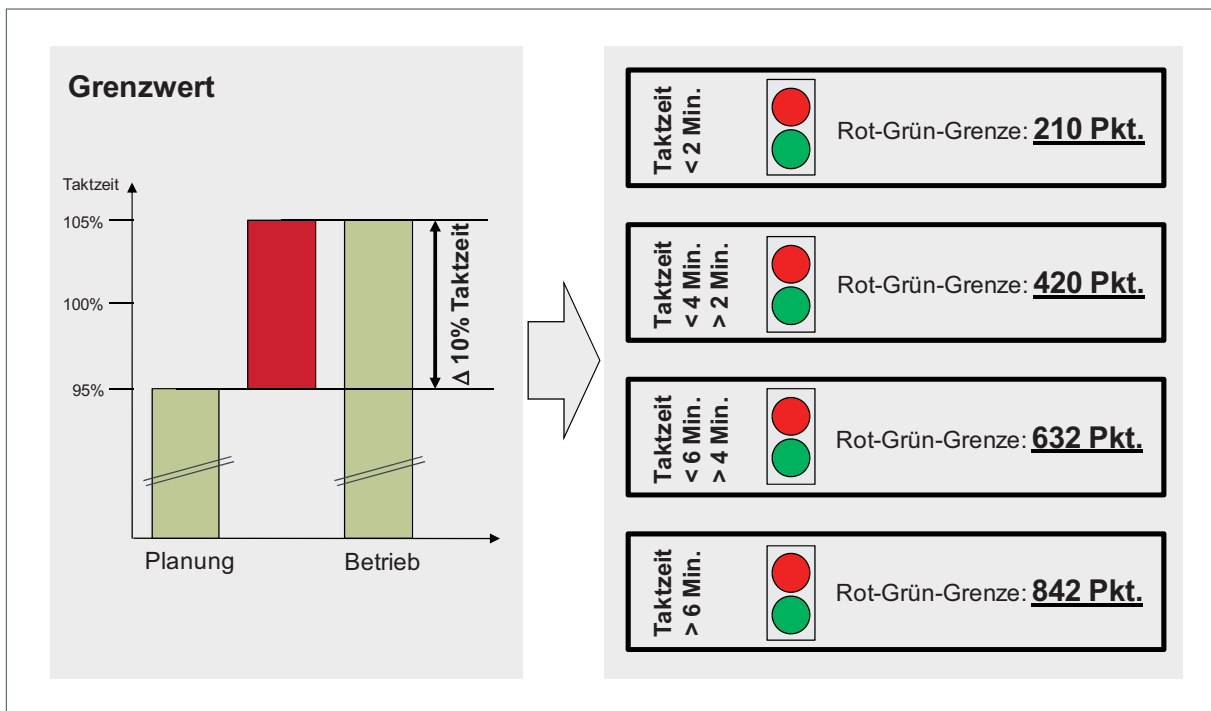 Grenzwert
Taktzeit
105%
100%
95%
Δ 10% Taktzeit
Planung
Betrieb
Taktzeit
< 2 Min.
Rot-Grün-Grenze: 210 Pkt.
Taktzeit
< 4 Min.
> 2 Min.
Rot-Grün-Grenze: 420 Pkt.
Taktzeit
< 6 Min.
> 4 Min.
Rot-Grün-Grenze: 632 Pkt.
Taktzeit
> 6 Min.
Rot-Grün-Grenze: 842 Pkt.